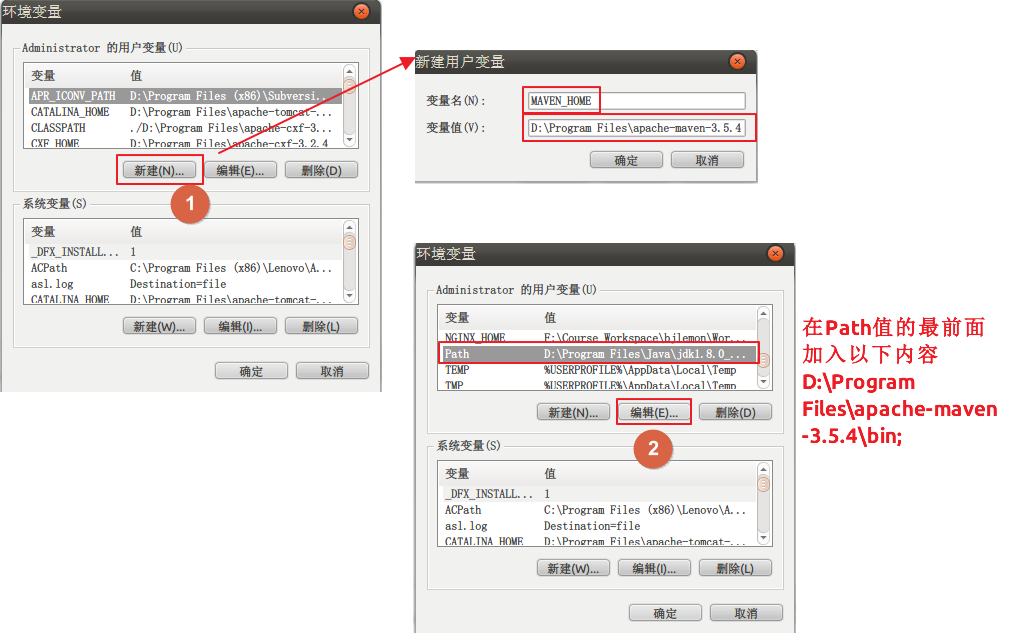 环境变量
Administrator 的用户变量(U)
变量 值
APR_ICONV_PATH D:\Program Files (x86)\Subversi...
CATALINA_HOME D:\Program Files\apache-tomcat-...
CLASSPATH ./D:\Program Files\apache-cxf-3...
CXF_HOME D:\Program Files\apache-cxf-3.2.4
新建(N)... 编辑(E)... 删除(D)
1
系统变量(S)
变量 值
_DFX_INSTALL... 1
ACPath C:\Program Files (x86)\Lenovo\A...
asl.log Destination=file
CATALINA_HOME D:\Program Files\apache-tomcat-...
新建(W)... 编辑(I)... 删除(L)
确定 取消
新建用户变量
变量名(N): MAVEN_HOME
变量值(V): D:\Program Files\apache-maven-3.5.4
确定 取消
环境变量
Administrator 的用户变量(U)
变量 值
NGINX_HOME F:\Course_Workspace\bjlemon\Wor...
Path D:\Program Files\Java\jdk1.8.0_...
TEMP %USERPROFILE%\AppData\Local\Temp
TMP %USERPROFILE%\AppData\Local\Temp
新建(N)... 编辑(E)... 删除(D)
2
系统变量(S)
变量 值
_DFX_INSTALL... 1
ACPath C:\Program Files (x86)\Lenovo\A...
asl.log Destination=file
CATALINA_HOME D:\Program Files\apache-tomcat-...
新建(W)... 编辑(I)... 删除(L)
确定 取消
在Path值的最前面
加入以下内容
D:\Program
Files\apache-maven
-3.5.4\bin;